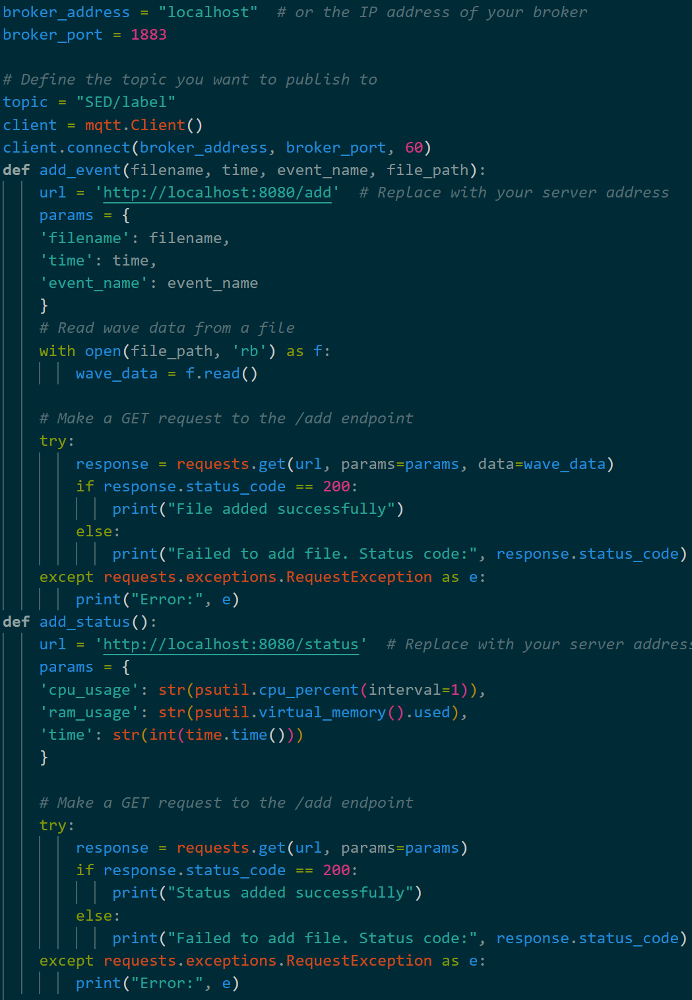 broker_address = "localhost"  # or the IP address of your broker
broker_port = 1883

# Define the topic you want to publish to
topic = "SED/label"
client = mqtt.Client()
client.connect(broker_address, broker_port, 60)
def add_event(filename, time, event_name, file_path):
    url = 'http://localhost:8080/add'  # Replace with your server address
    params = {
    'filename': filename,
    'time': time,
    'event_name': event_name
    }
    # Read wave data from a file
    with open(file_path, 'rb') as f:
        wave_data = f.read()

    # Make a GET request to the /add endpoint
    try:
        response = requests.get(url, params=params, data=wave_data)
        if response.status_code == 200:
            print("File added successfully")
        else:
            print("Failed to add file. Status code:", response.status_code)
    except requests.exceptions.RequestException as e:
        print("Error:", e)
def add_status():
    url = 'http://localhost:8080/status'  # Replace with your server address
    params = {
    'cpu_usage': str(psutil.cpu_percent(interval=1)),
    'ram_usage': str(psutil.virtual_memory().used),
    'time': str(int(time.time()))
    }

    # Make a GET request to the /add endpoint
    try:
        response = requests.get(url, params=params)
        if response.status_code == 200:
            print("Status added successfully")
        else:
            print("Failed to add file. Status code:", response.status_code)
    except requests.exceptions.RequestException as e:
        print("Error:", e)